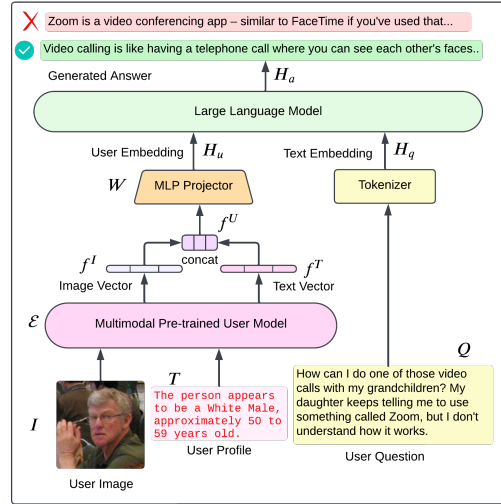 Zoom is a video conferencing app – similar to FaceTime if you've used that...
Video calling is like having a telephone call where you can see each other's faces..
Generated Answer
H_a
Large Language Model
User Embedding
H_u
Text Embedding
H_q
W
MLP Projector
Tokenizer
f^U
f^I
concat
f^T
Image Vector
Text Vector
ℰ
Multimodal Pre-trained User Model
T
Q
I
The person appears
to be a White Male,
approximately 50 to
59 years old.
How can I do one of those video
calls with my grandchildren? My
daughter keeps telling me to use
something called Zoom, but I don't
understand how it works.
User Profile
User Question
User Image